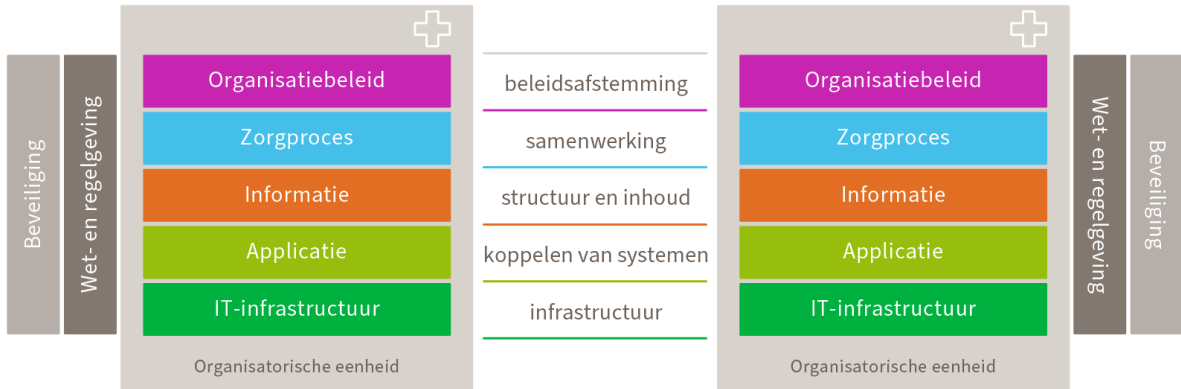 Beveiliging
Wet- en regelgeving
Organisatiebeleid
Zorgproces
Informatie
Applicatie
IT-infrastructuur
Organisatorische eenheid
beleidsafstemming
samenwerking
structuur en inhoud
koppelen van systemen
infrastructuur
Organisatiebeleid
Zorgproces
Informatie
Applicatie
IT-infrastructuur
Organisatorische eenheid
Wet- en regelgeving
Beveiliging